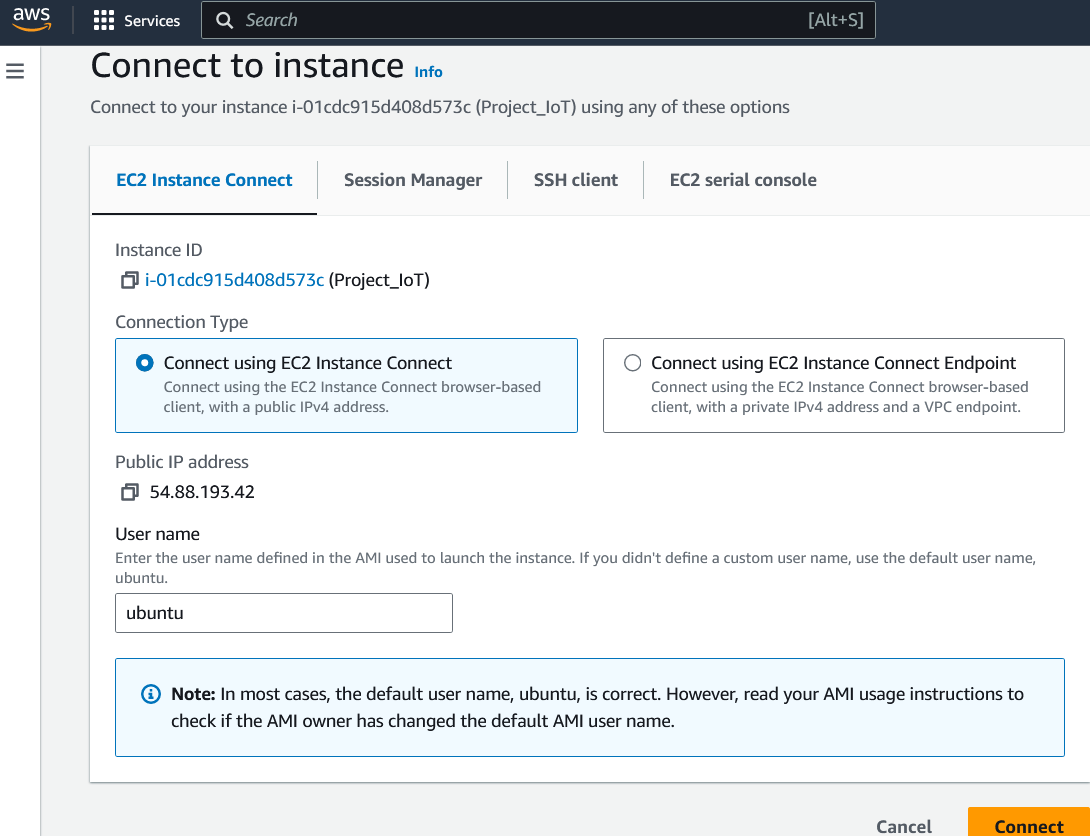 aws
Services
Search
[Alt+S]
Connect to instance Info
Connect to your instance i-01cdc915d408d573c (Project_IoT) using any of these options
EC2 Instance Connect
Session Manager
SSH client
EC2 serial console
Instance ID
i-01cdc915d408d573c (Project_IoT)
Connection Type
Connect using EC2 Instance Connect
Connect using the EC2 Instance Connect browser-based
client, with a public IPv4 address.
Connect using EC2 Instance Connect Endpoint
Connect using the EC2 Instance Connect browser-based
client, with a private IPv4 address and a VPC endpoint.
Public IP address
54.88.193.42
User name
Enter the user name defined in the AMI used to launch the instance. If you didn't define a custom user name, use the default user name,
ubuntu.
ubuntu
Note: In most cases, the default user name, ubuntu, is correct. However, read your AMI usage instructions to
check if the AMI owner has changed the default AMI user name.
Cancel
Connect